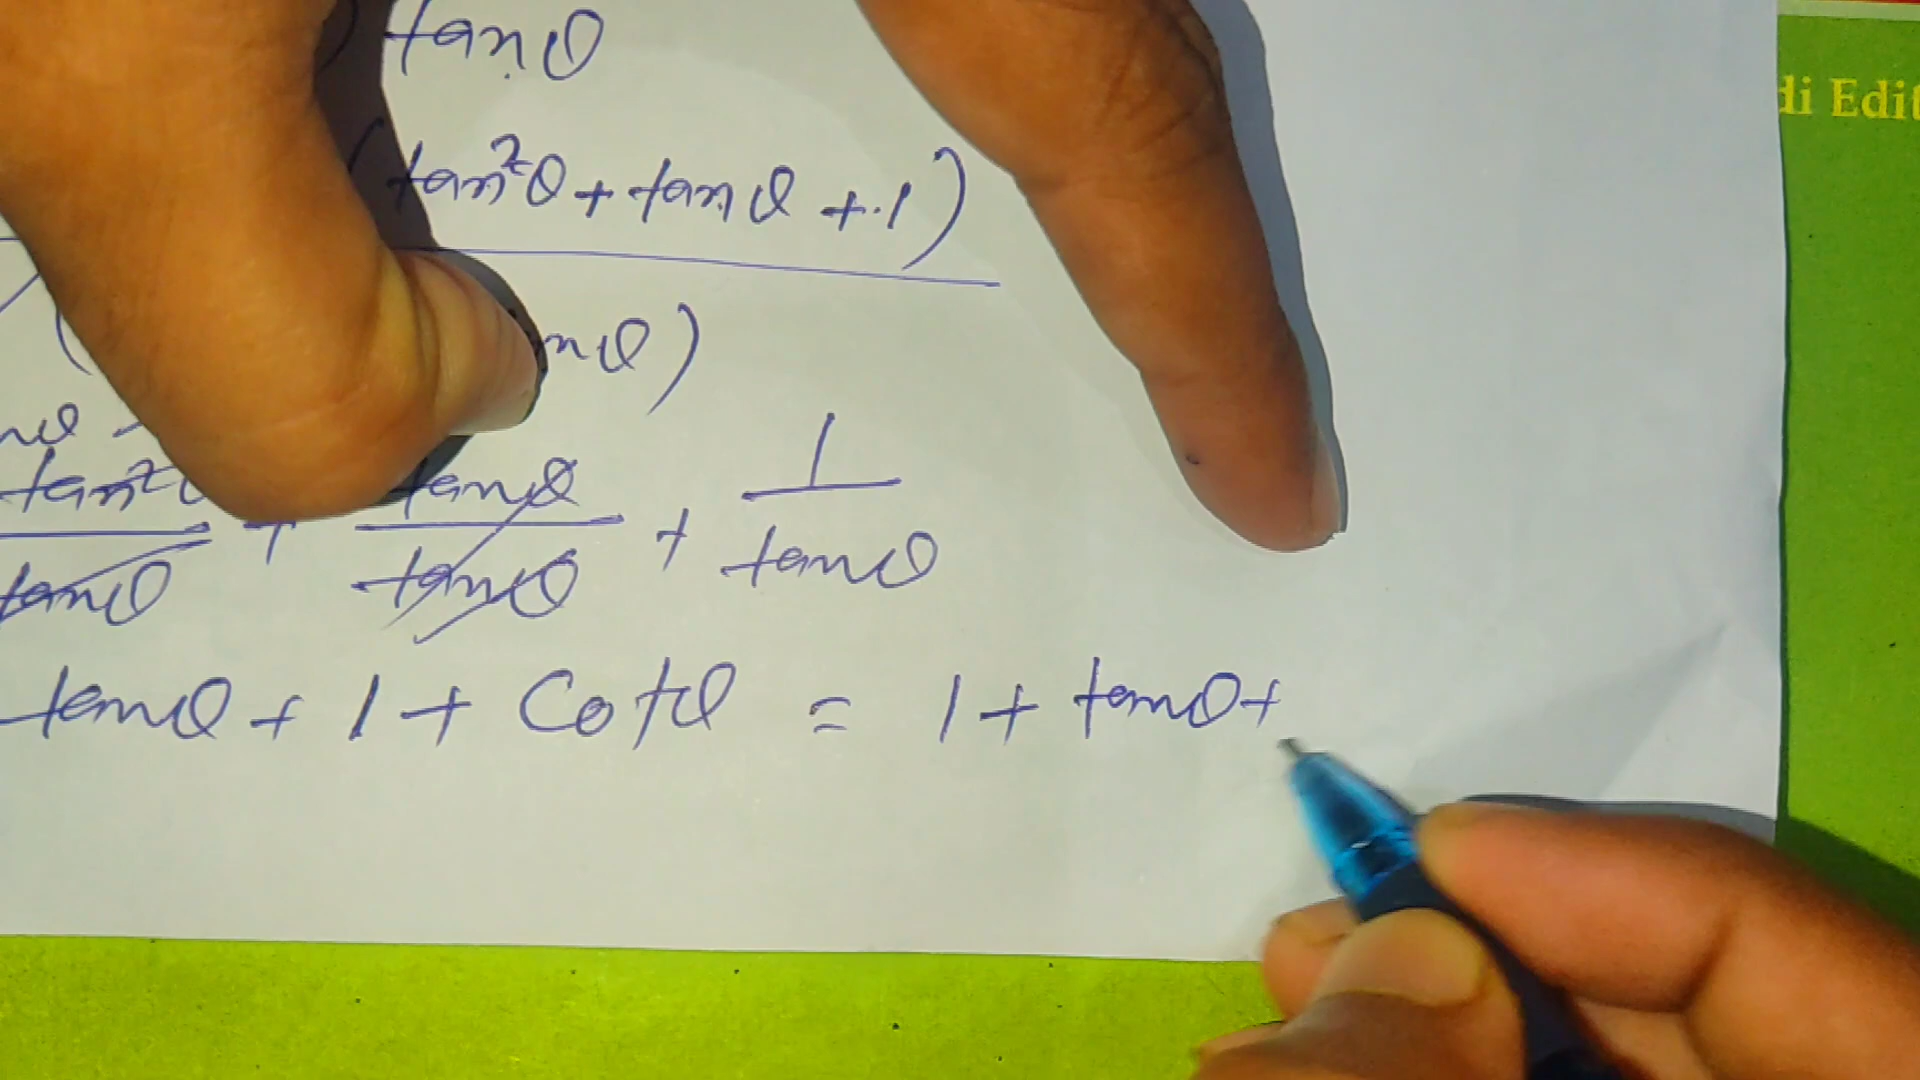 tanθ
di Edit
(tan²θ + tanθ + 1)
nθ)
tan²θ/tanθ + tanθ/tanθ + 1/tanθ
tanθ + 1 + Cotθ = 1 + tanθ +